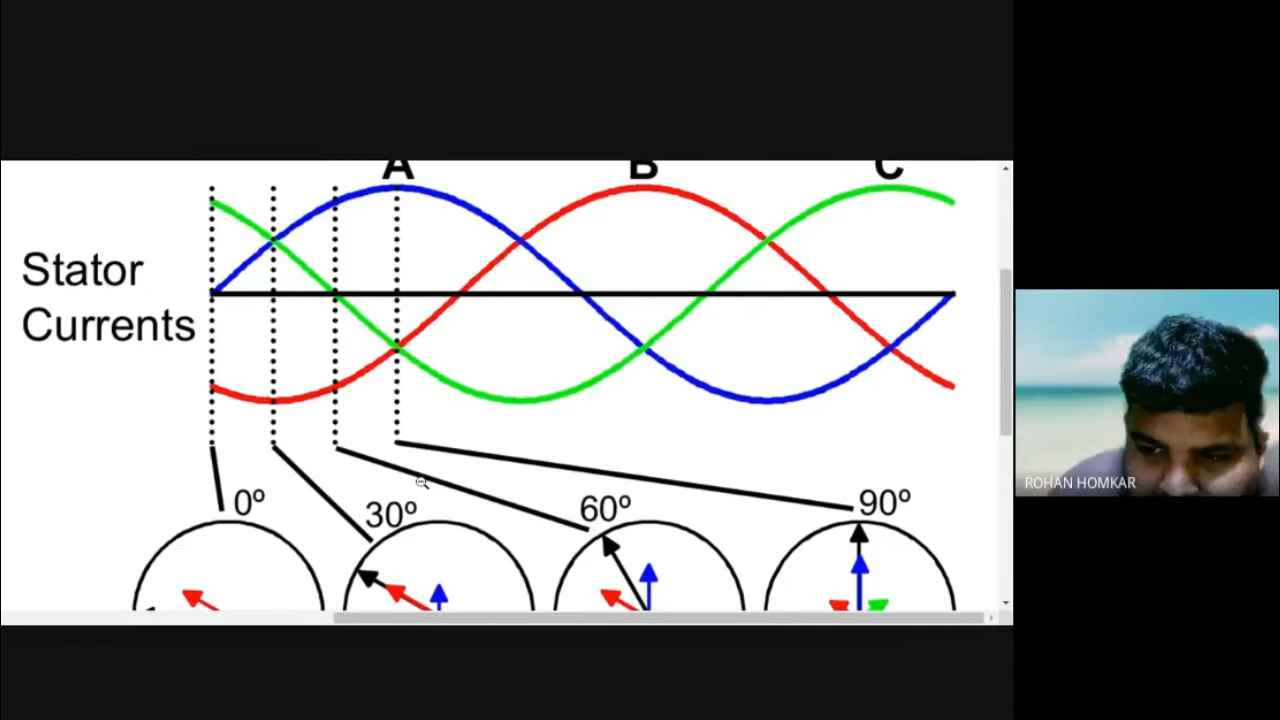 A B C
Stator
Currents
0º
30º
60º
90º
ROHAN HOMKAR